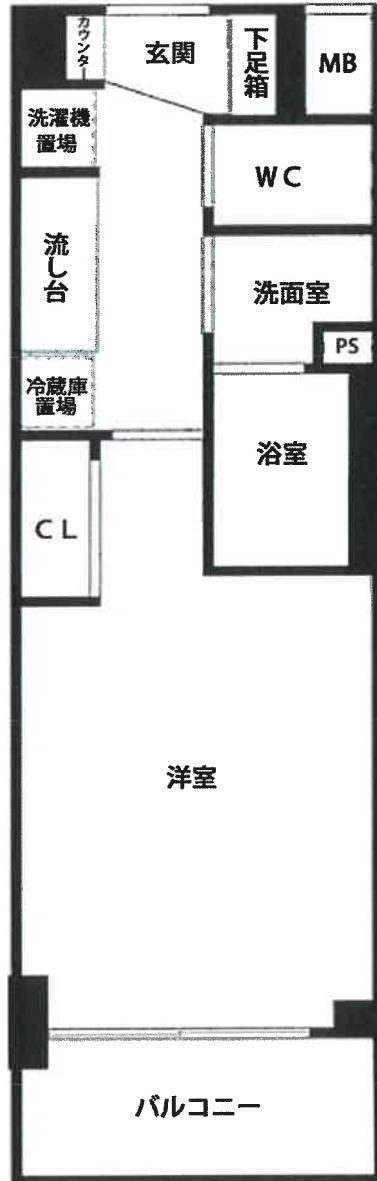 カウンター
玄関
下足箱
MB
洗濯機
置場
WC
流し台
洗面室
PS
冷蔵庫
置場
浴室
CL
洋室
バルコニー